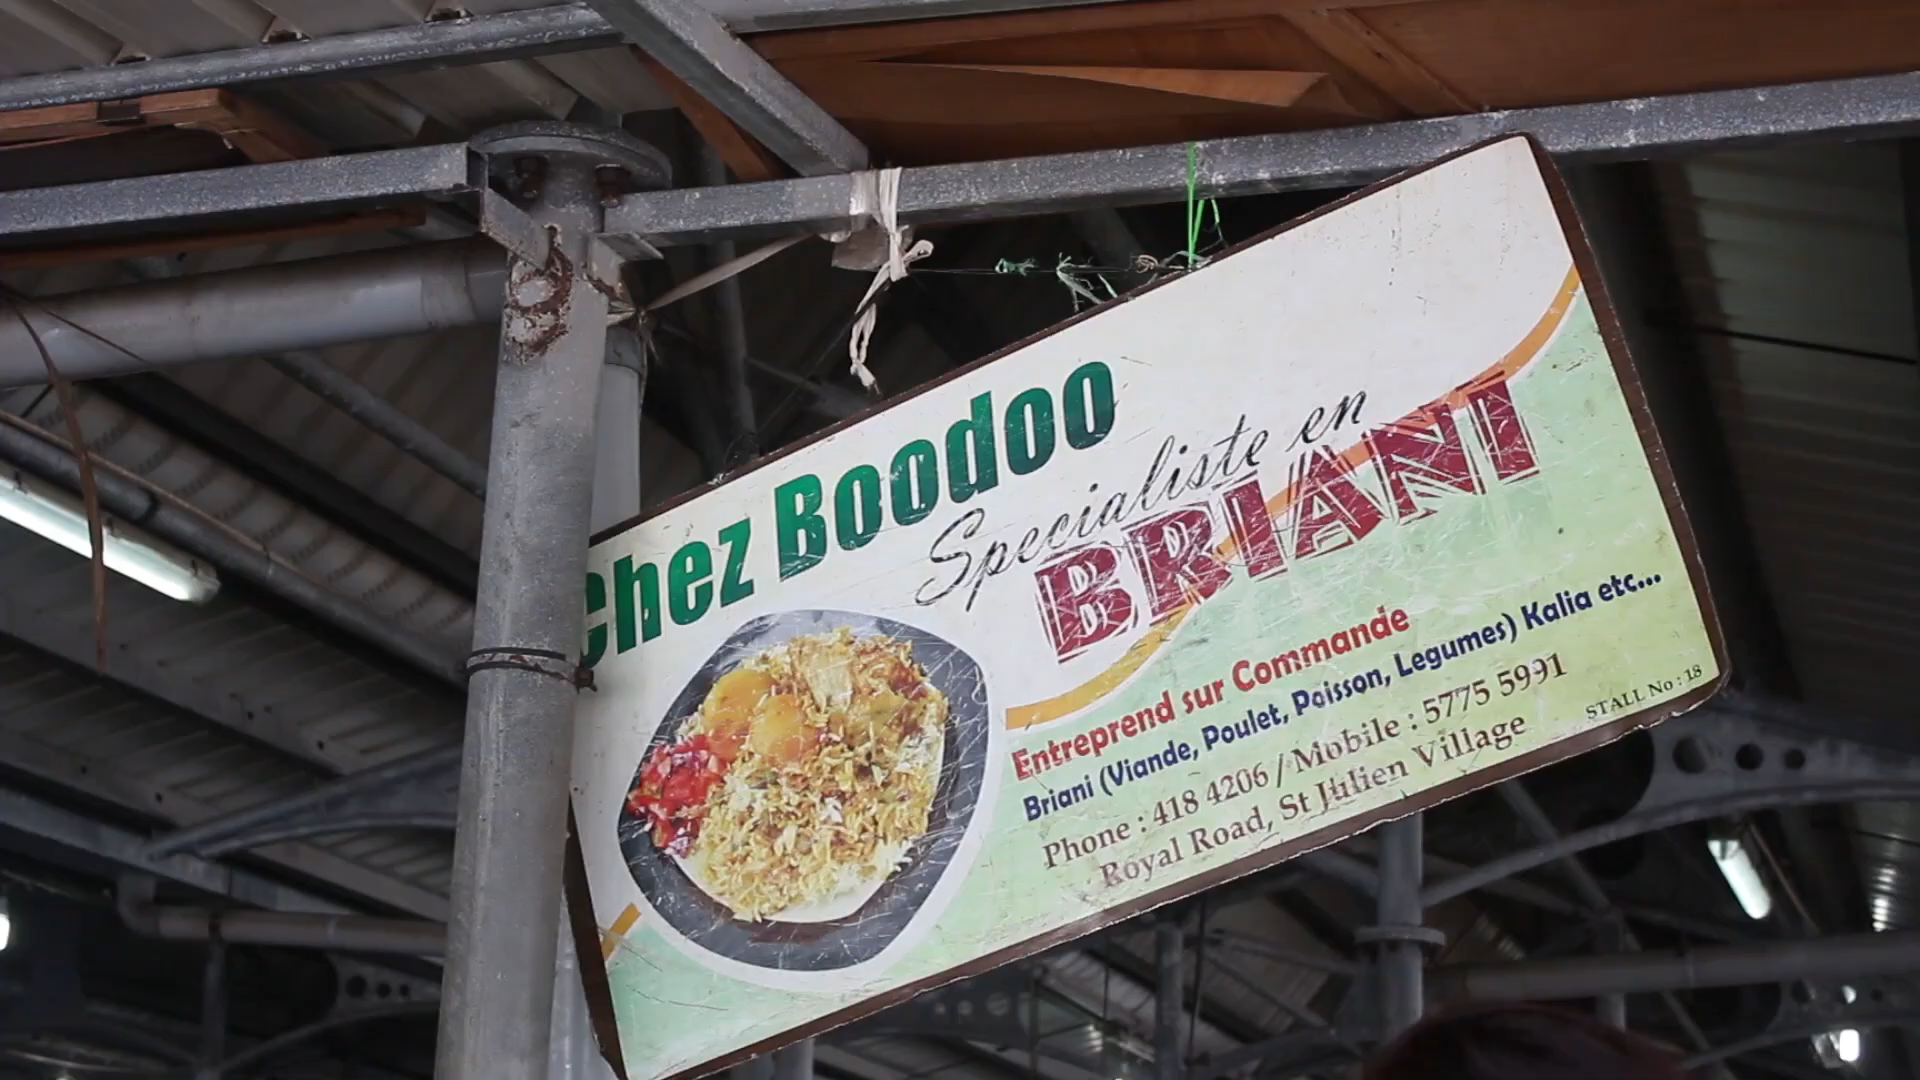 Chez Boodoo
Specialiste en
BRIANI
Entreprend sur Commande
Briani (Viande, Poulet, Poisson, Legumes) Kalia etc...
Phone : 418 4206 / Mobile : 5775 5991
Royal Road, St Julien Village
STALL No : 18